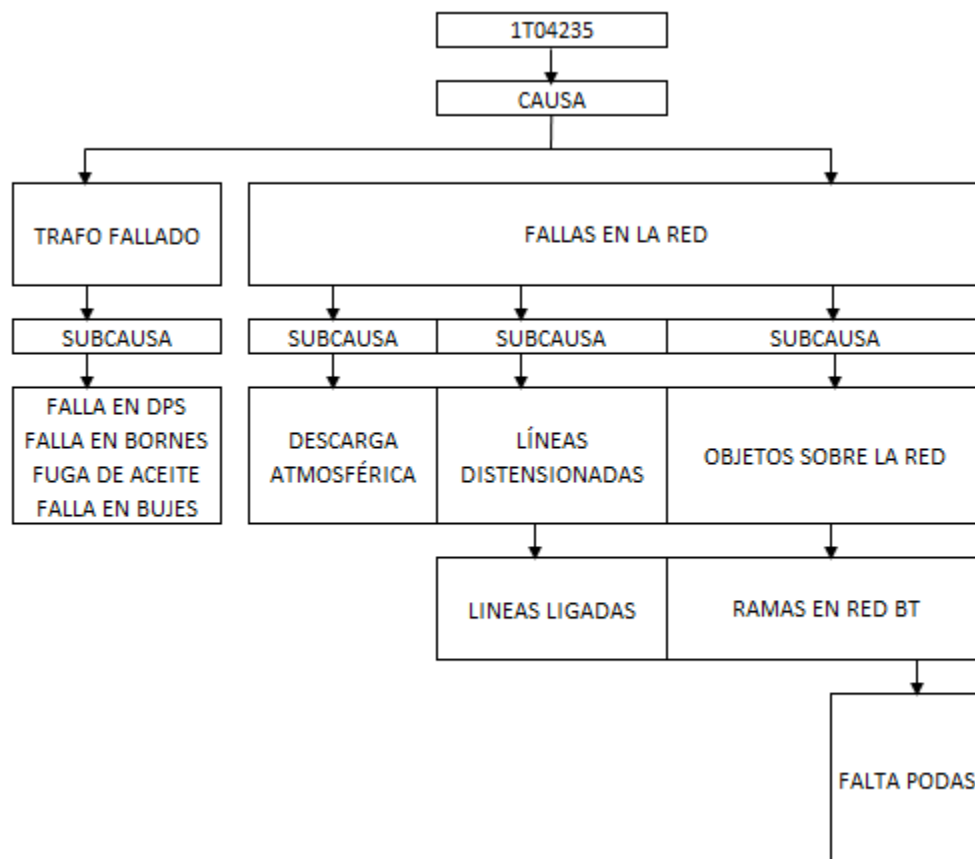 1T04235
CAUSA
TRAFO FALLADO
FALLAS EN LA RED
SUBCAUSA
SUBCAUSA
SUBCAUSA
SUBCAUSA
FALLA EN DPS
FALLA EN BORNES
FUGA DE ACEITE
FALLA EN BUJES
DESCARGA
ATMOSFÉRICA
LÍNEAS
DISTENSIONADAS
OBJETOS SOBRE LA RED
LINEAS LIGADAS
RAMAS EN RED BT
FALTA PODAS